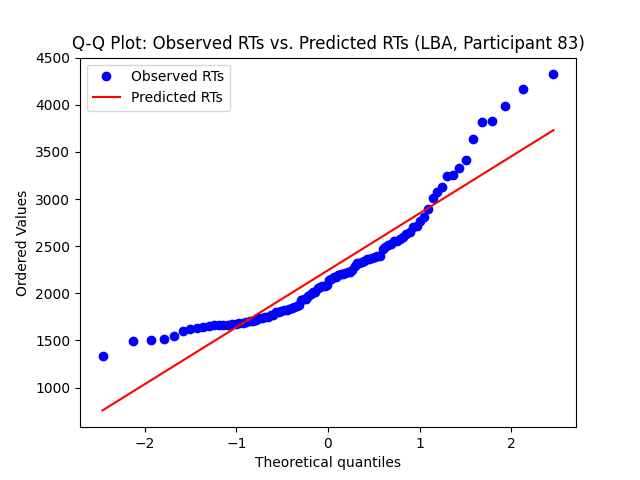 Q-Q Plot: Observed RTs vs. Predicted RTs (LBA, Participant 83)
Observed RTs
Predicted RTs
4500
4000
3500
3000
2500
2000
1500
1000
Ordered Values
−2
−1
0
1
2
Theoretical quantiles